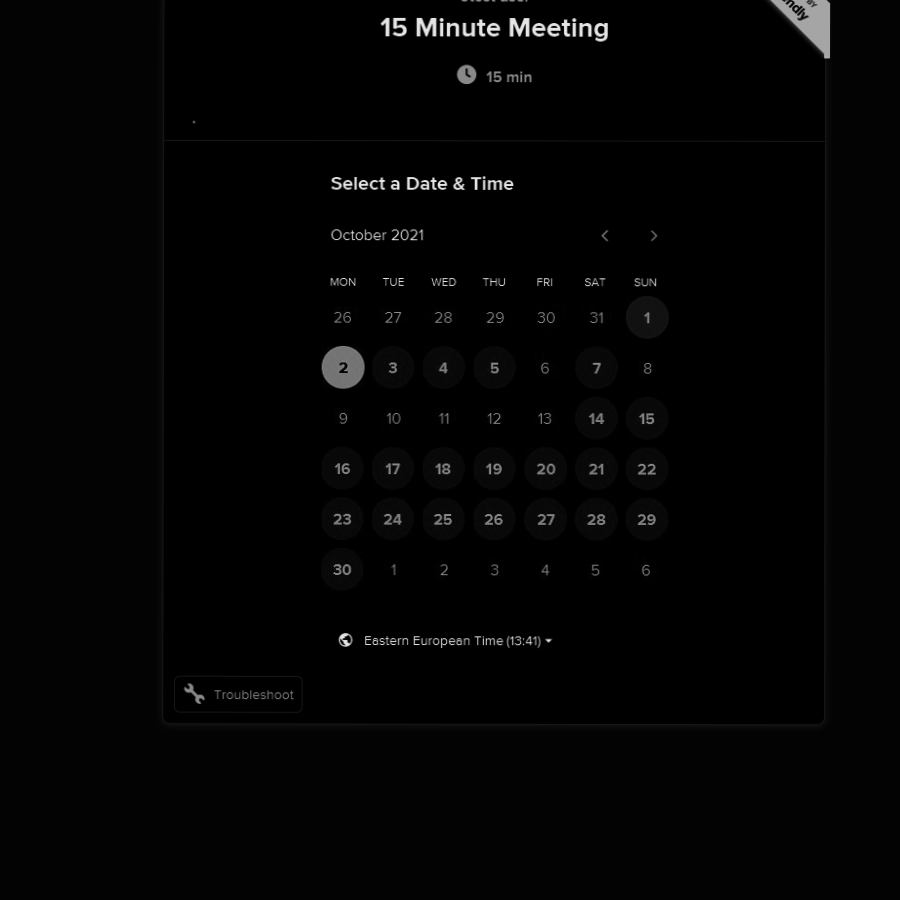 15 Minute Meeting
15 min
Select a Date & Time
October 2021
MON TUE WED THU FRI SAT SUN
26 27 28 29 30 31 1
2 3 4 5 6 7 8
9 10 11 12 13 14 15
16 17 18 19 20 21 22
23 24 25 26 27 28 29
30 1 2 3 4 5 6
Eastern European Time (13:41)
Troubleshoot